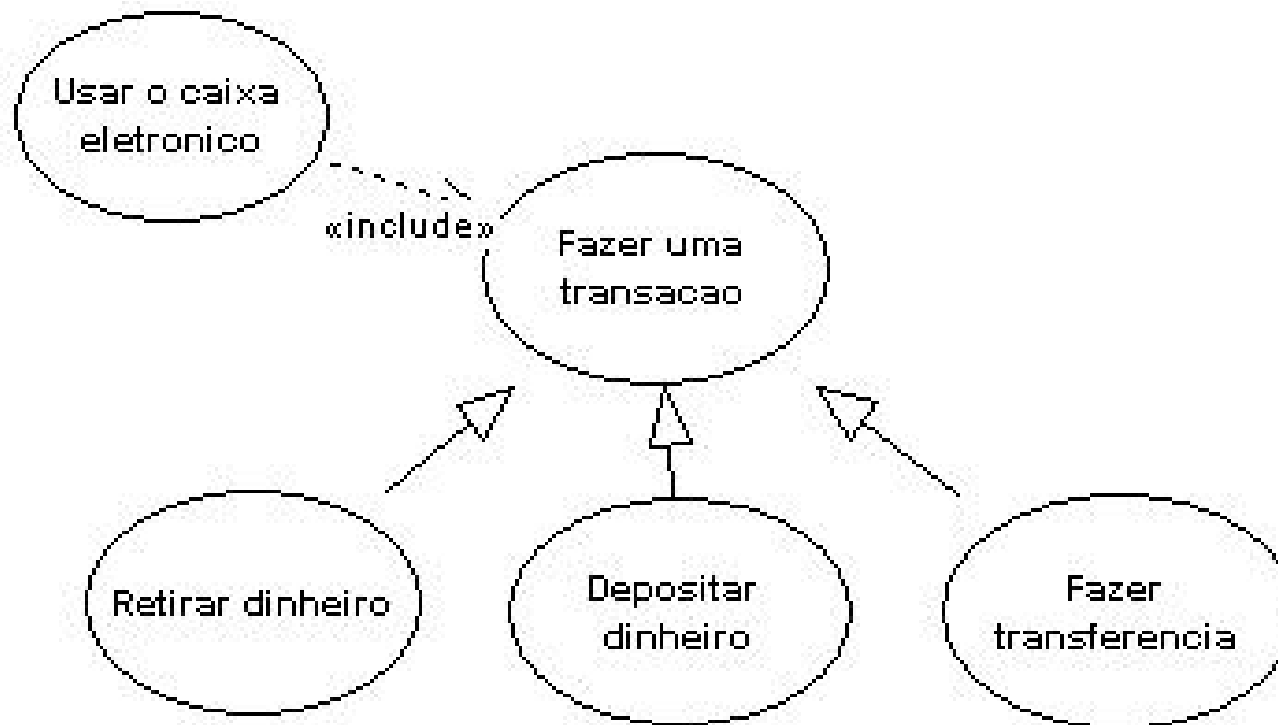 Usar o caixa
eletronico
«include»
Fazer uma
transacao
Retirar dinheiro
Depositar
dinheiro
Fazer
transferencia